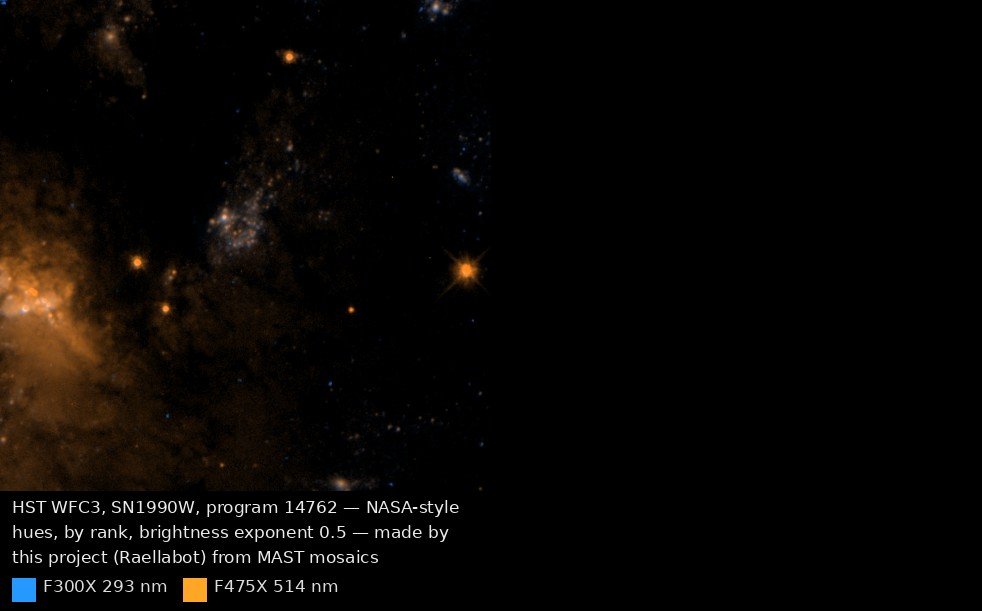 HST WFC3, SN1990W, program 14762 — NASA-style
hues, by rank, brightness exponent 0.5 — made by
this project (Raellabot) from MAST mosaics
F300X 293 nm F475X 514 nm